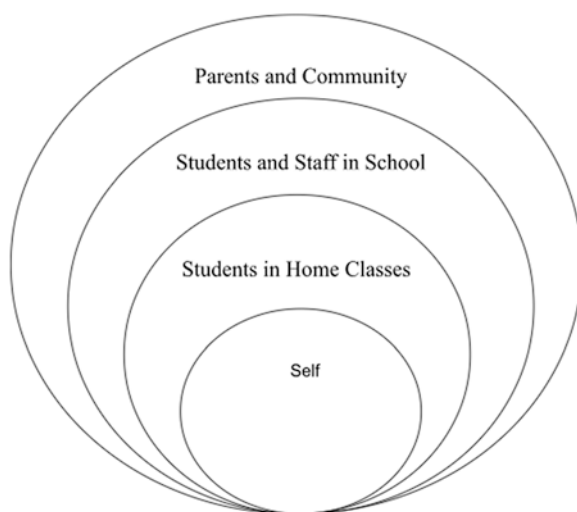 Parents and Community
Students and Staff in School
Students in Home Classes
Self